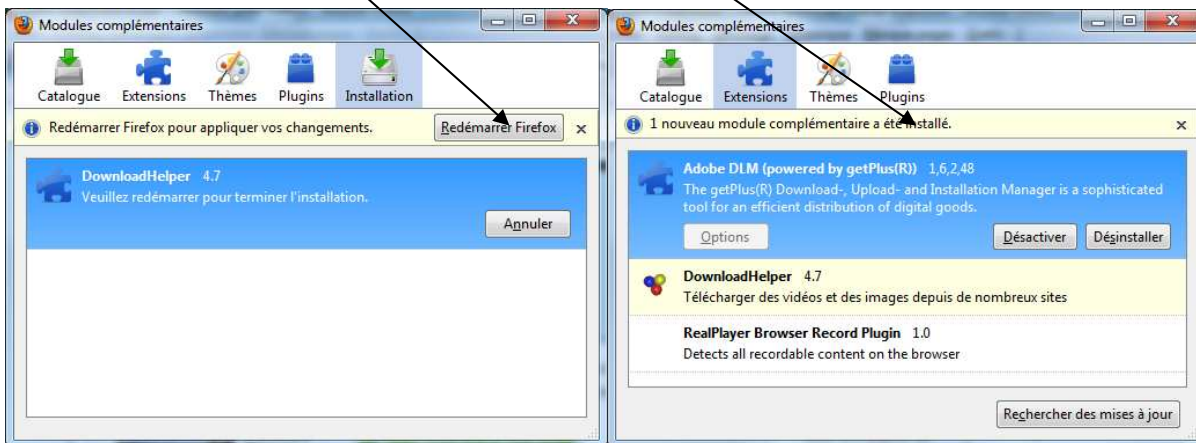 Modules complémentaires
Catalogue Extensions Thèmes Plugins Installation
Redémarrer Firefox pour appliquer vos changements. Redémarrer Firefox
DownloadHelper 4.7
Veuillez redémarrer pour terminer l'installation.
Annuler
Modules complémentaires
Catalogue Extensions Thèmes Plugins
1 nouveau module complémentaire a été installé.
Adobe DLM (powered by getPlus(R)) 1,6,2,48
The getPlus(R) Download-, Upload- and Installation Manager is a sophisticated
tool for an efficient distribution of digital goods.
Options Désactiver Désinstaller
DownloadHelper 4.7
Télécharger des vidéos et des images depuis de nombreux sites
RealPlayer Browser Record Plugin 1.0
Detects all recordable content on the browser
Rechercher des mises à jour